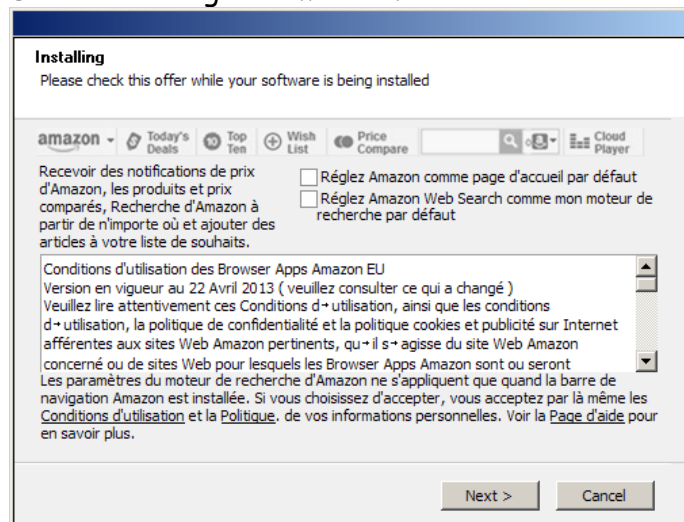 Installing
Please check this offer while your software is being installed
amazon
Today's Deals
Top Ten
Wish List
Price Compare
Cloud Player
Recevoir des notifications de prix
d'Amazon, les produits et prix
comparés, Recherche d'Amazon à
partir de n'importe où et ajouter des
articles à votre liste de souhaits.
Réglez Amazon comme page d'accueil par défaut
Réglez Amazon Web Search comme mon moteur de
recherche par défaut
Conditions d'utilisation des Browser Apps Amazon EU
Version en vigueur au 22 Avril 2013 ( veuillez consulter ce qui a changé )
Veuillez lire attentivement ces Conditions d→utilisation, ainsi que les conditions
d→utilisation, la politique de confidentialité et la politique cookies et publicité sur Internet
afférentes aux sites Web Amazon pertinents, qu→il s→agisse du site Web Amazon
concerné ou de sites Web pour lesquels les Browser Apps Amazon sont ou seront
Les paramètres du moteur de recherche d'Amazon ne s'appliquent que quand la barre de
navigation Amazon est installée. Si vous choisissez d'accepter, vous acceptez par là même les
Conditions d'utilisation et la Politique. de vos informations personnelles. Voir la Page d'aide pour
en savoir plus.
Next >
Cancel